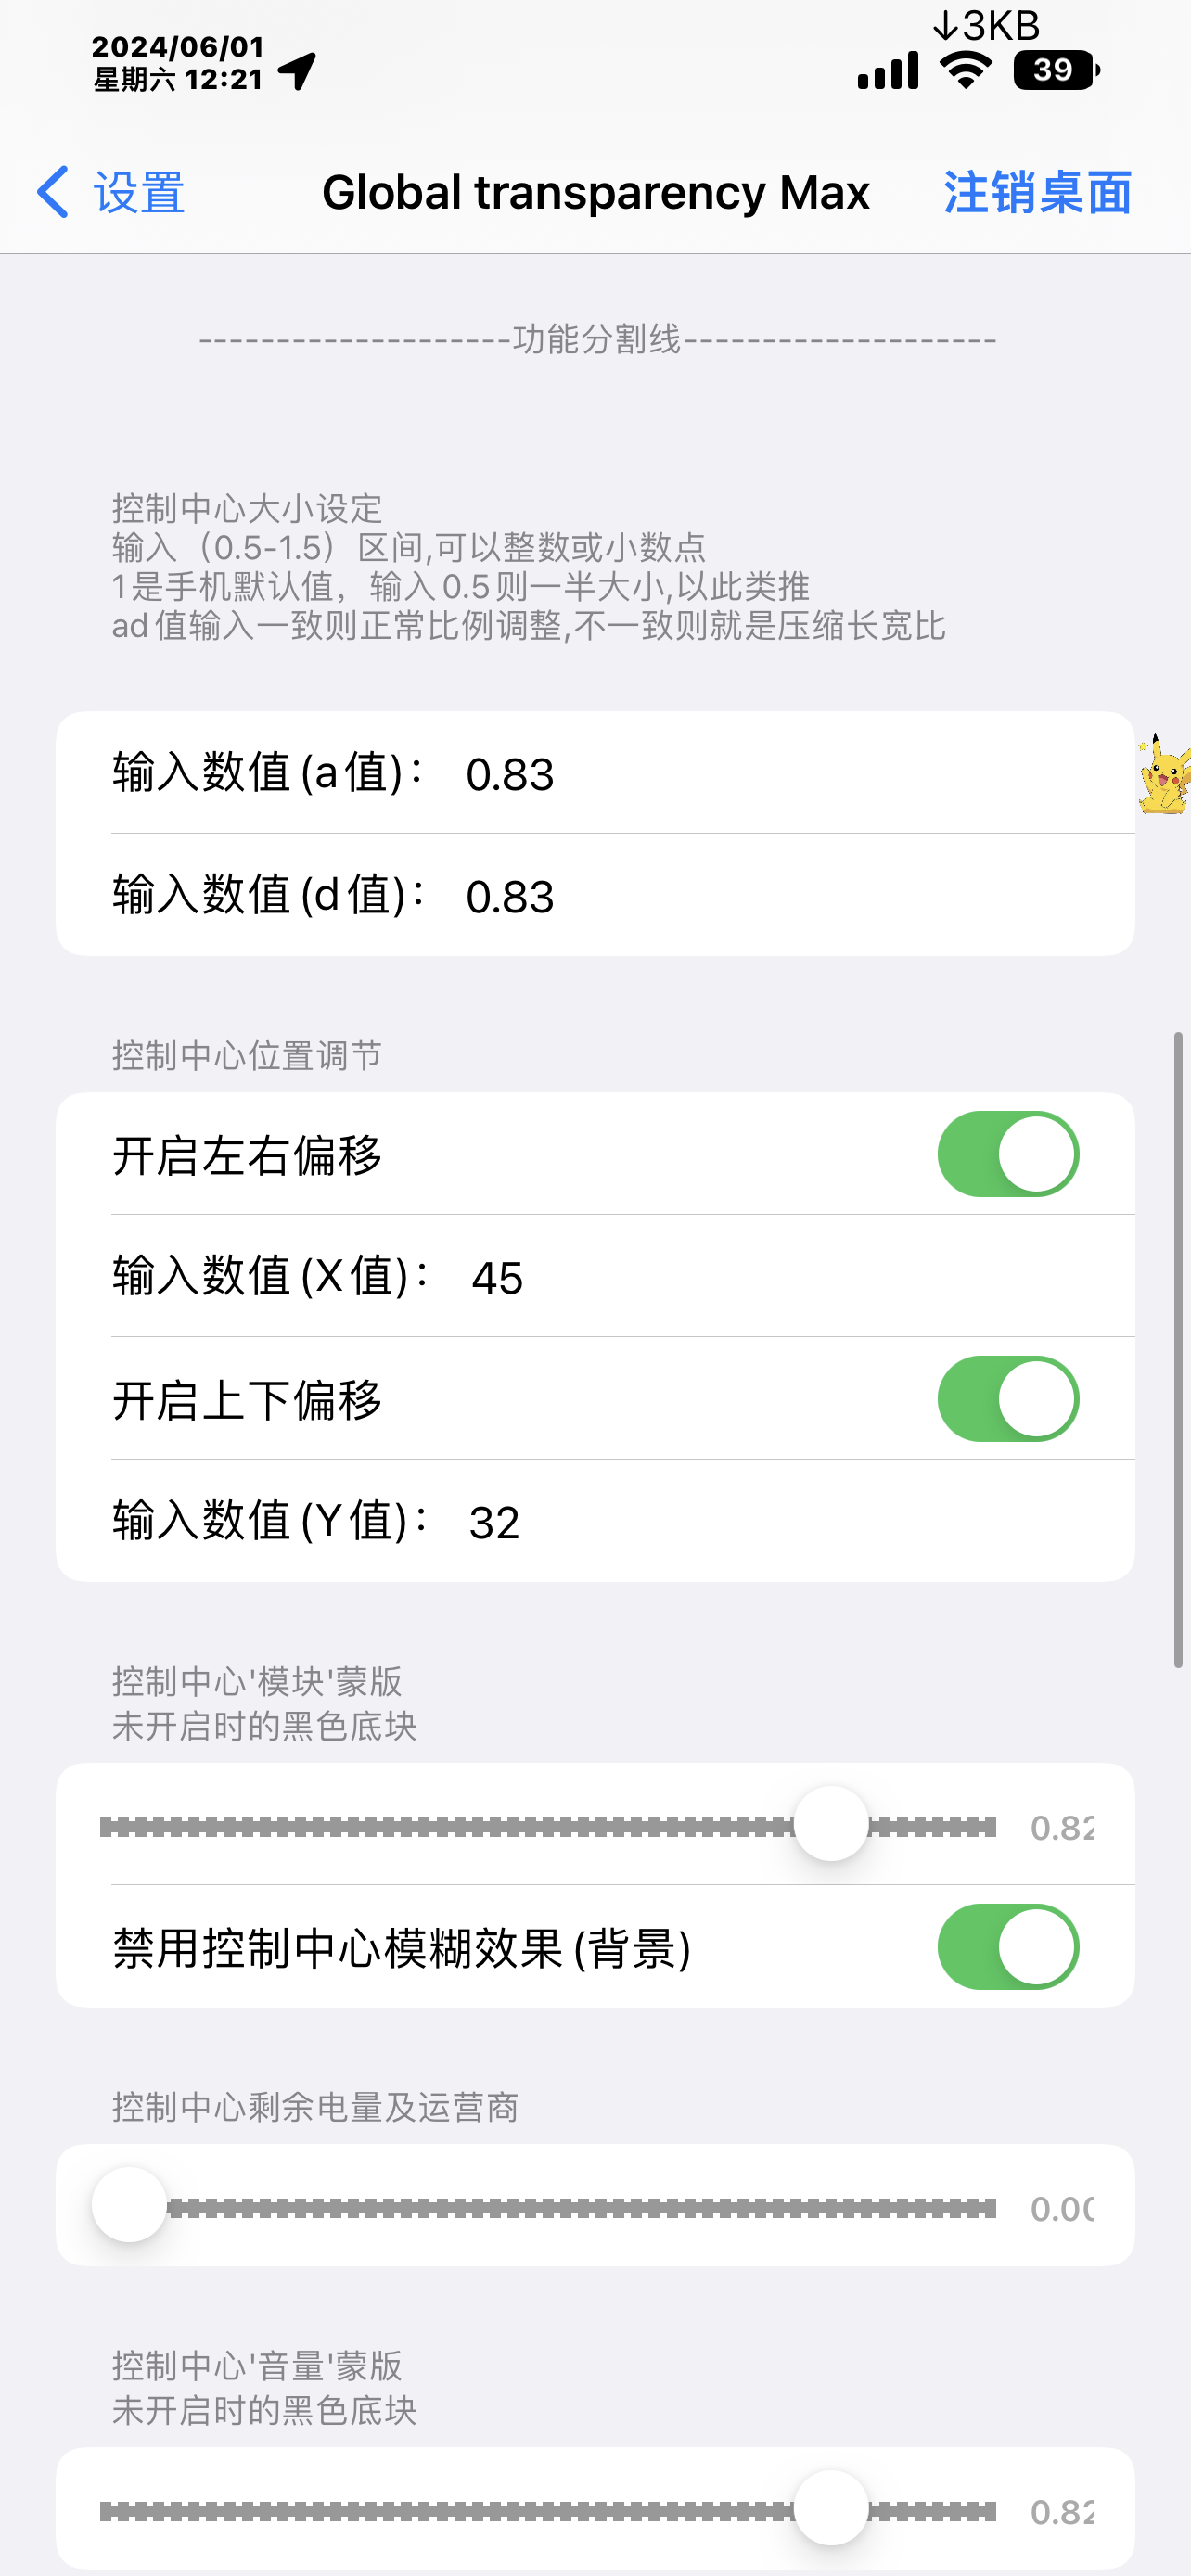 ↓3KB
2024/06/01
星期六 12:21
39
设置
Global transparency Max
注销桌面
--------------------功能分割线--------------------
控制中心大小设定
输入（0.5-1.5）区间,可以整数或小数点
1是手机默认值，输入0.5则一半大小,以此类推
ad值输入一致则正常比例调整,不一致则就是压缩长宽比
输入数值(a值)： 0.83
输入数值(d值)： 0.83
控制中心位置调节
开启左右偏移
输入数值(X值)： 45
开启上下偏移
输入数值(Y值)： 32
控制中心'模块'蒙版
未开启时的黑色底块
0.82
禁用控制中心模糊效果(背景)
控制中心剩余电量及运营商
0.00
控制中心'音量'蒙版
未开启时的黑色底块
0.82